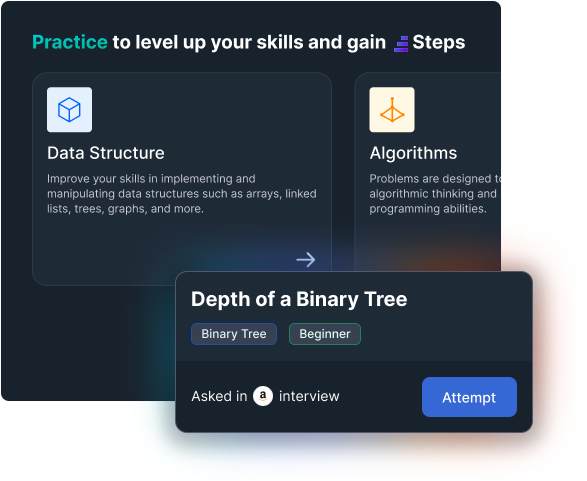 Practice to level up your skills and gain Steps
Data Structure
Improve your skills in implementing and
manipulating data structures such as arrays, linked
lists, trees, graphs, and more.
Algorithms
Problems are designed to
algorithmic thinking and
programming abilities.
Depth of a Binary Tree
Binary Tree
Beginner
Asked in a interview
Attempt